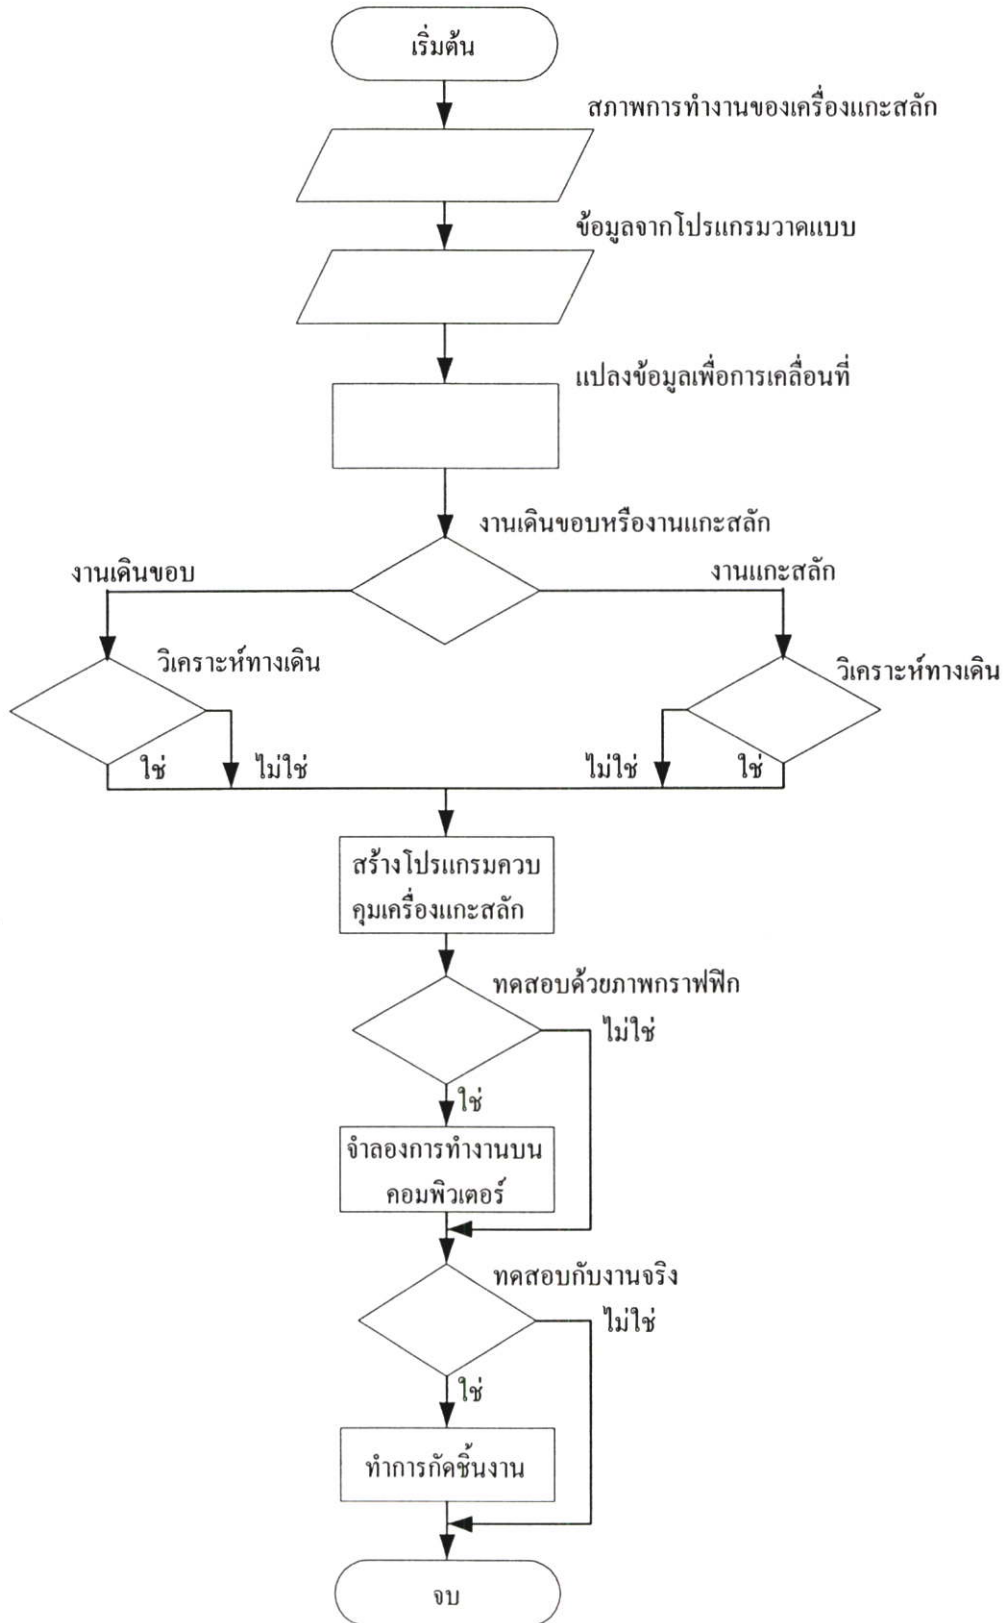 เริ่มต้น
สภาพการทำงานของเครื่องแกะสลัก
ข้อมูลจากโปรแกรมวาดแบบ
แปลงข้อมูลเพื่อการเคลื่อนที่
งานเดินขอบหรืองานแกะสลัก
งานเดินขอบ
งานแกะสลัก
วิเคราะห์ทางเดิน
วิเคราะห์ทางเดิน
ใช่
ไม่ใช่
ไม่ใช่
ใช่
สร้างโปรแกรมควบ
คุมเครื่องแกะสลัก
ทดสอบด้วยภาพกราฟฟิก
ไม่ใช่
ใช่
จำลองการทำงานบน
คอมพิวเตอร์
ทดสอบกับงานจริง
ไม่ใช่
ใช่
ทำการกัดชิ้นงาน
จบ